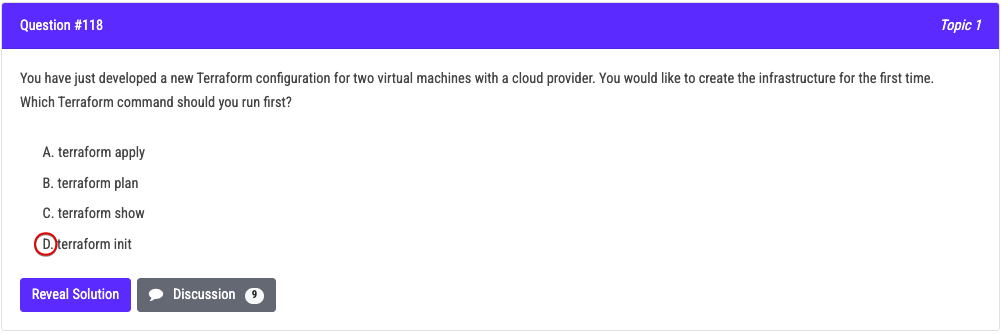 Question #118
Topic 1
You have just developed a new Terraform configuration for two virtual machines with a cloud provider. You would like to create the infrastructure for the first time.
Which Terraform command should you run first?
A. terraform apply
B. terraform plan
C. terraform show
D. terraform init
Reveal Solution
Discussion 9